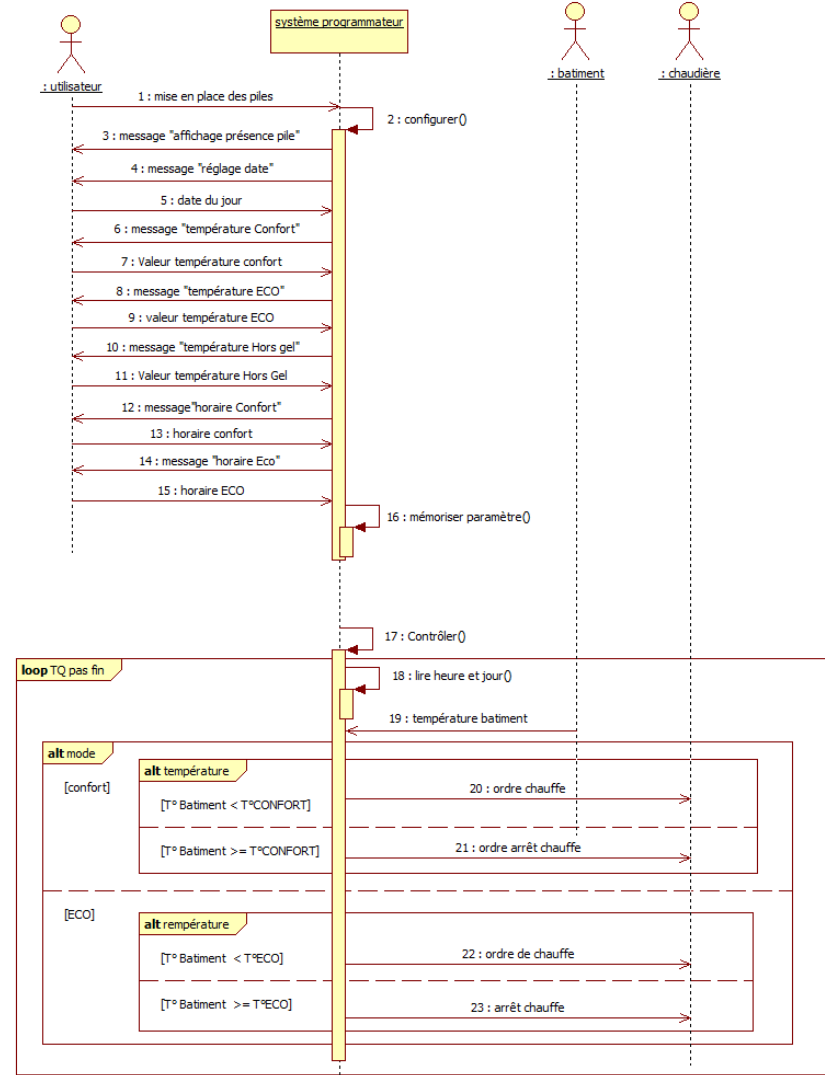 système programmateur
: utilisateur
: batiment
: chaudière
1 : mise en place des piles
2 : configurer()
3 : message "affichage présence pile"
4 : message "réglage date"
5 : date du jour
6 : message "température Confort"
7 : Valeur température confort
8 : message "température ECO"
9 : valeur température ECO
10 : message "température Hors gel"
11 : Valeur température Hors Gel
12 : message"horaire Confort"
13 : horaire confort
14 : message "horaire Eco"
15 : horaire ECO
16 : mémoriser paramètre()
17 : Contrôler()
loop TQ pas fin
18 : lire heure et jour()
19 : température batiment
alt mode
[confort]
alt température
20 : ordre chauffe
[T° Batiment < T°CONFORT]
21 : ordre arrêt chauffe
[T° Batiment >= T°CONFORT]
[ECO]
alt rempérature
22 : ordre de chauffe
[T° Batiment < T°ECO]
23 : arrêt chauffe
[T° Batiment >= T°ECO]